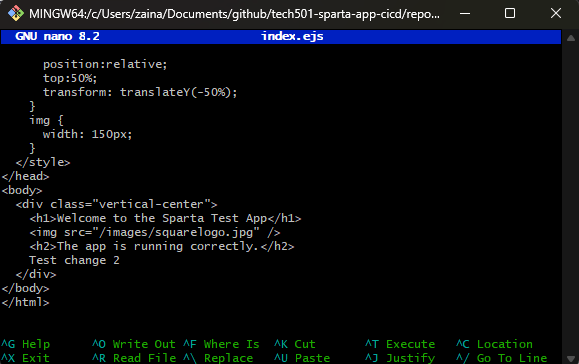 MINGW64:/c/Users/zaina/Documents/github/tech501-sparta-app-cicd/repo...
GNU nano 8.2 index.ejs
position:relative;
top:50%;
transform: translateY(-50%);
}
img {
width: 150px;
}
</style>
</head>
<body>
<div class="vertical-center">
<h1>Welcome to the Sparta Test App</h1>
<img src="/images/squarelogo.jpg" />
<h2>The app is running correctly.</h2>
Test change 2
</div>
</body>
</html>
^G Help ^O Write Out ^F Where Is ^K Cut ^T Execute ^C Location
^X Exit ^R Read File ^\ Replace ^U Paste ^J Justify ^/ Go To Line